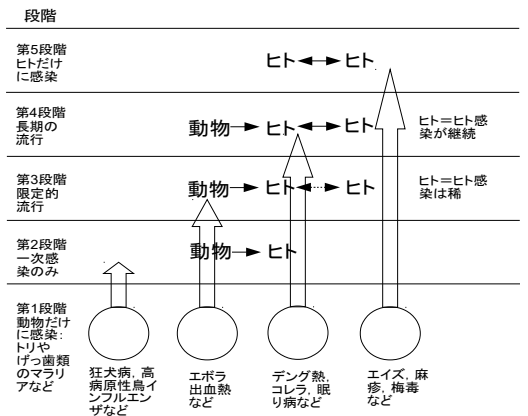 段階
第5段階
ヒトだけ
に感染
ヒト ヒト
第4段階
長期の
流行
動物 ヒト ヒト
ヒト=ヒト感
染が継続
第3段階
限定的
流行
動物 ヒト ヒト
ヒト=ヒト感
染は稀
第2段階
一次感
染のみ
動物 ヒト
第1段階
動物だけ
に感染:
トリや
げっ歯類
のマラリ
アなど
狂犬病, 高
病原性鳥イ
ンフルエン
ザなど
エボラ
出血熱
など
デング熱,
コレラ, 眠
り病など
エイズ, 麻
疹, 梅毒
など